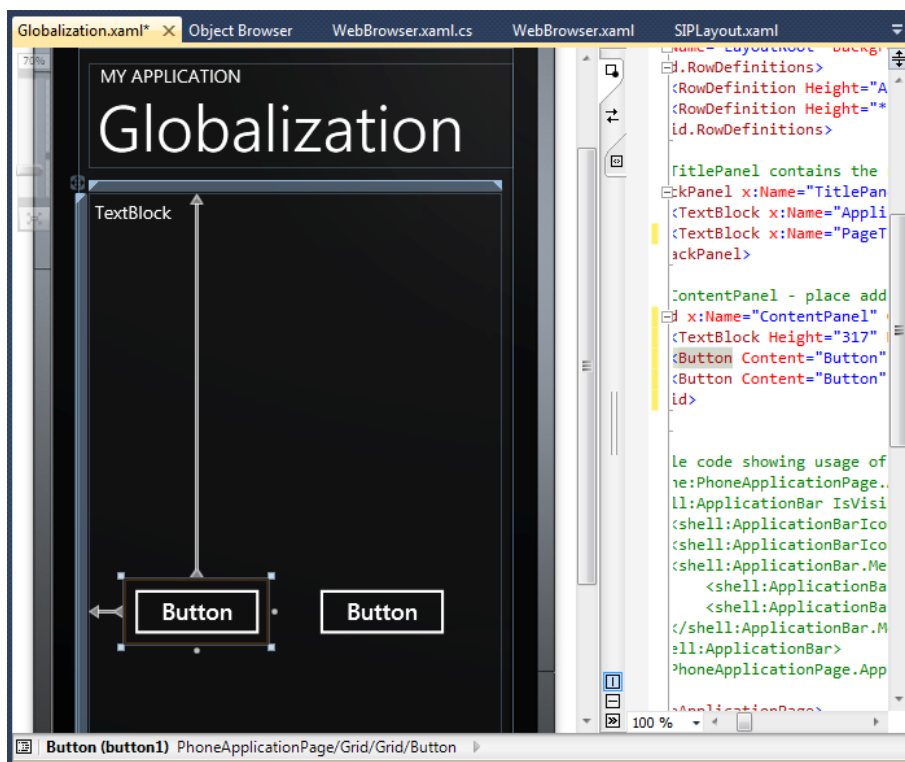 Globalization.xaml* Object Browser WebBrowser.xaml.cs WebBrowser.xaml SIPLayout.xaml
70%
MY APPLICATION
Globalization
TextBlock
Button Button
d.RowDefinitions>
<RowDefinition Height="A
<RowDefinition Height="*
id.RowDefinitions>
TitlePanel contains the
ckPanel x:Name="TitlePan
<TextBlock x:Name="Appli
<TextBlock x:Name="PageT
ackPanel>
ContentPanel - place add
d x:Name="ContentPanel"
<TextBlock Height="317"
<Button Content="Button"
<Button Content="Button"
id>
le code showing usage of
ne:PhoneApplicationPage.
ll:ApplicationBar IsVisi
<shell:ApplicationBarIco
<shell:ApplicationBarIco
<shell:ApplicationBar.Me
<shell:ApplicationBa
<shell:ApplicationBa
</shell:ApplicationBar.M
ell:ApplicationBar>
PhoneApplicationPage.App
100 %
Button (button1) PhoneApplicationPage/Grid/Grid/Button